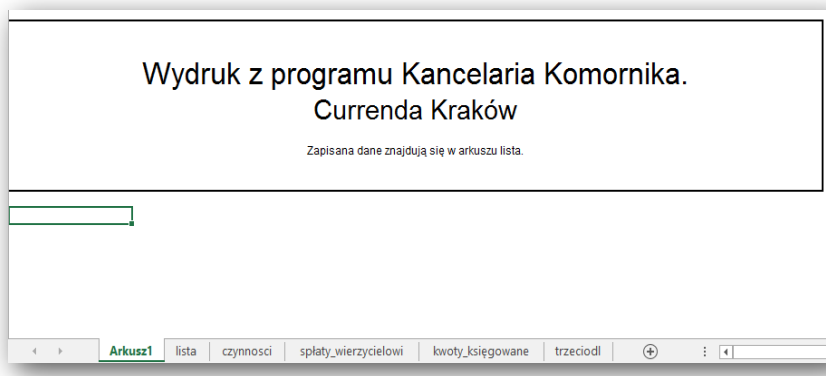 Wydruk z programu Kancelaria Komornika.
Currenda Kraków
Zapisana dane znajdują się w arkuszu lista.
Arkusz1 lista czynnosci spłaty_wierzycielowi kwoty_księgowane trzeciodl